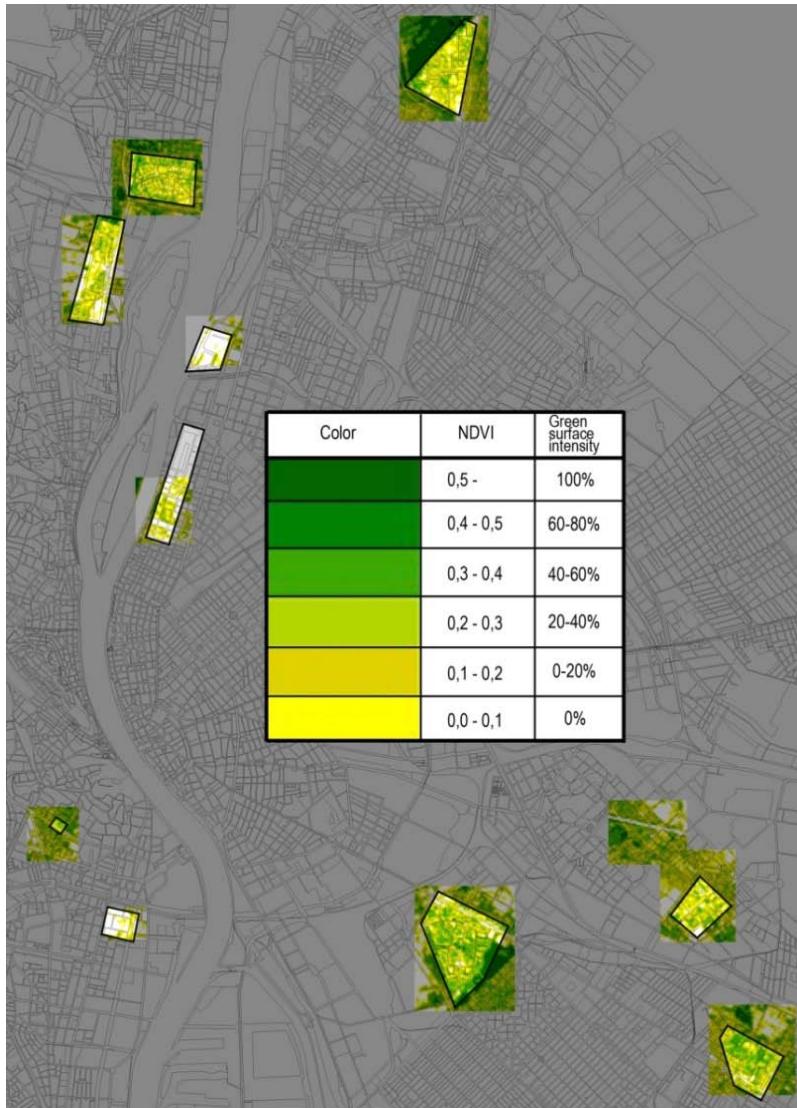 Color NDVI Green
surface
intensity
0,5 - 100%
0,4 - 0,5 60-80%
0,3 - 0,4 40-60%
0,2 - 0,3 20-40%
0,1 - 0,2 0-20%
0,0 - 0,1 0%